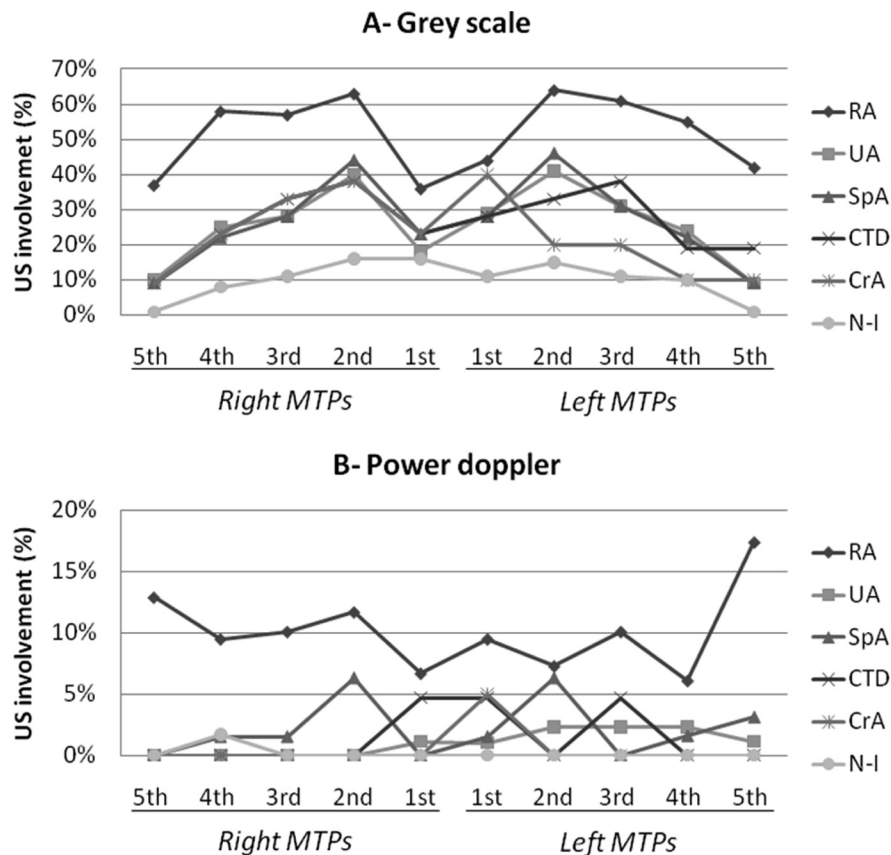 A- Grey scale
US involvemet (%)
70%
60%
50%
40%
30%
20%
10%
0%
5th 4th 3rd 2nd 1st 1st 2nd 3rd 4th 5th
Right MTPs Left MTPs
RA
UA
SpA
CTD
CrA
N-I
B- Power doppler
US involvement (%)
20%
15%
10%
5%
0%
5th 4th 3rd 2nd 1st 1st 2nd 3rd 4th 5th
Right MTPs Left MTPs
RA
UA
SpA
CTD
CrA
N-I